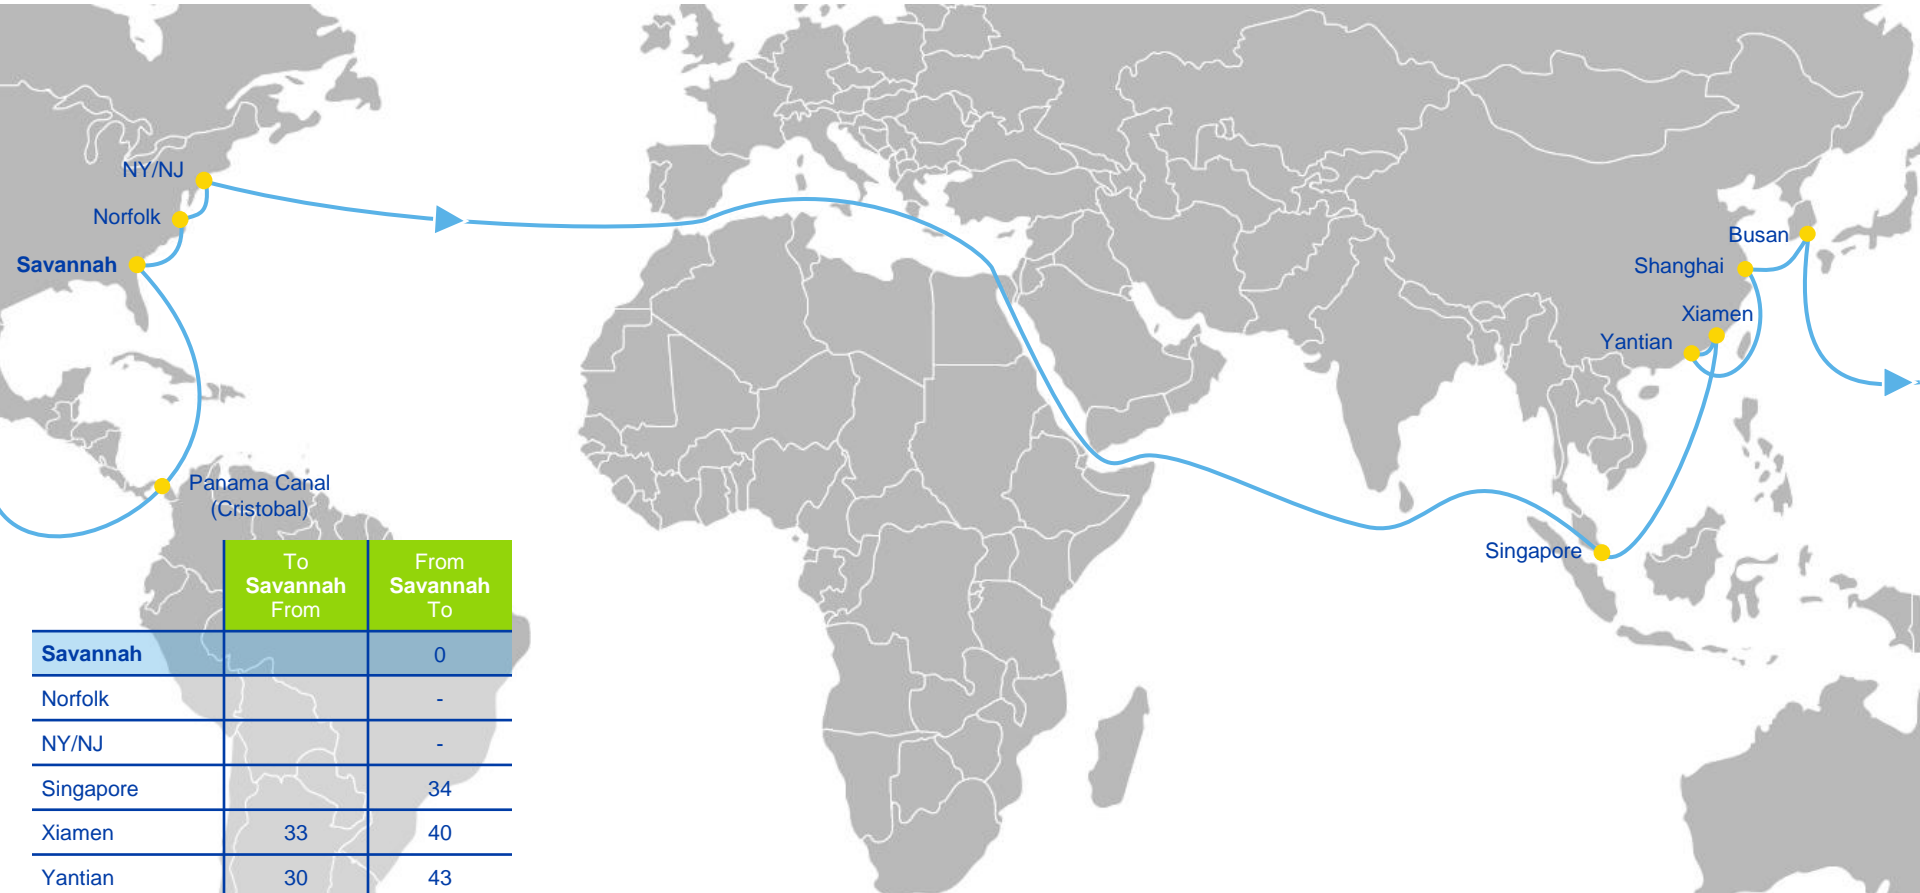 NY/NJ
Norfolk
Savannah
Busan
Shanghai
Xiamen
Yantian
Panama Canal
(Cristobal)
Singapore
To
Savannah
From
From
Savannah
To
Savannah 0
Norfolk -
NY/NJ -
Singapore 34
Xiamen 33 40
Yantian 30 43